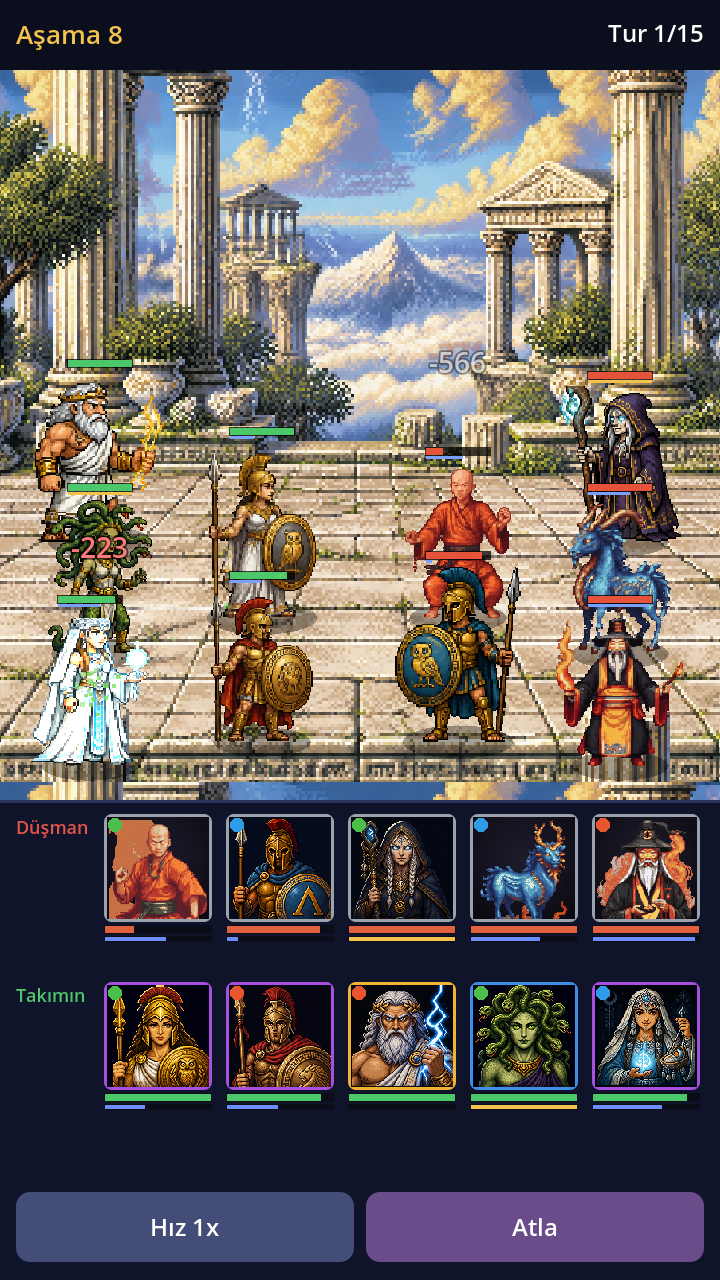 Aşama 8
Tur 1/15
-566
-223
Düşman
Takımın
Hız 1x
Atla